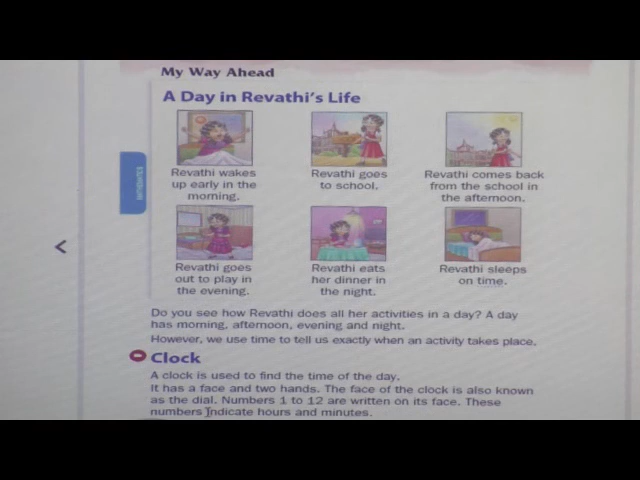 My Way Ahead
A Day in Revathi's Life
Revathi wakes
up early in the
morning.
Revathi goes
to school.
Revathi comes back
from the school in
the afternoon.
Revathi goes
out to play in
the evening.
Revathi eats
her dinner in
the night.
Revathi sleeps
on time.
Do you see how Revathi does all her activities in a day? A day
has morning, afternoon, evening and night.
However, we use time to tell us exactly when an activity takes place.
Clock
A clock is used to find the time of the day.
It has a face and two hands. The face of the clock is also known
as the dial. Numbers 1 to 12 are written on its face. These
numbers indicate hours and minutes.